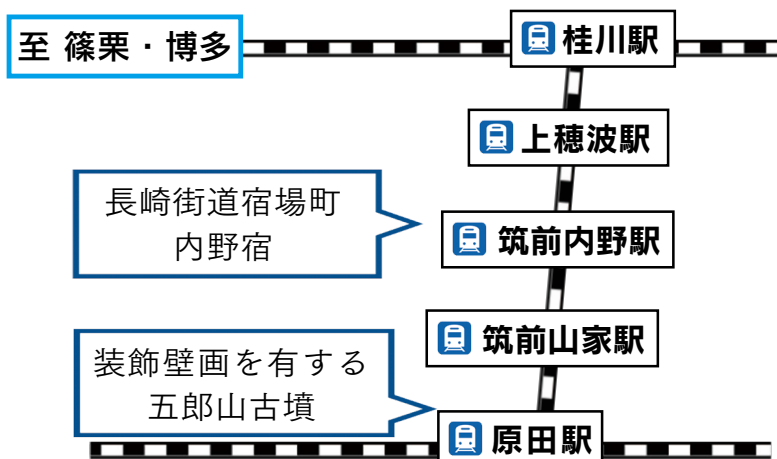 至 篠栗・博多
桂川駅
上穂波駅
長崎街道宿場町
内野宿
筑前内野駅
筑前山家駅
装飾壁画を有する
五郎山古墳
原田駅